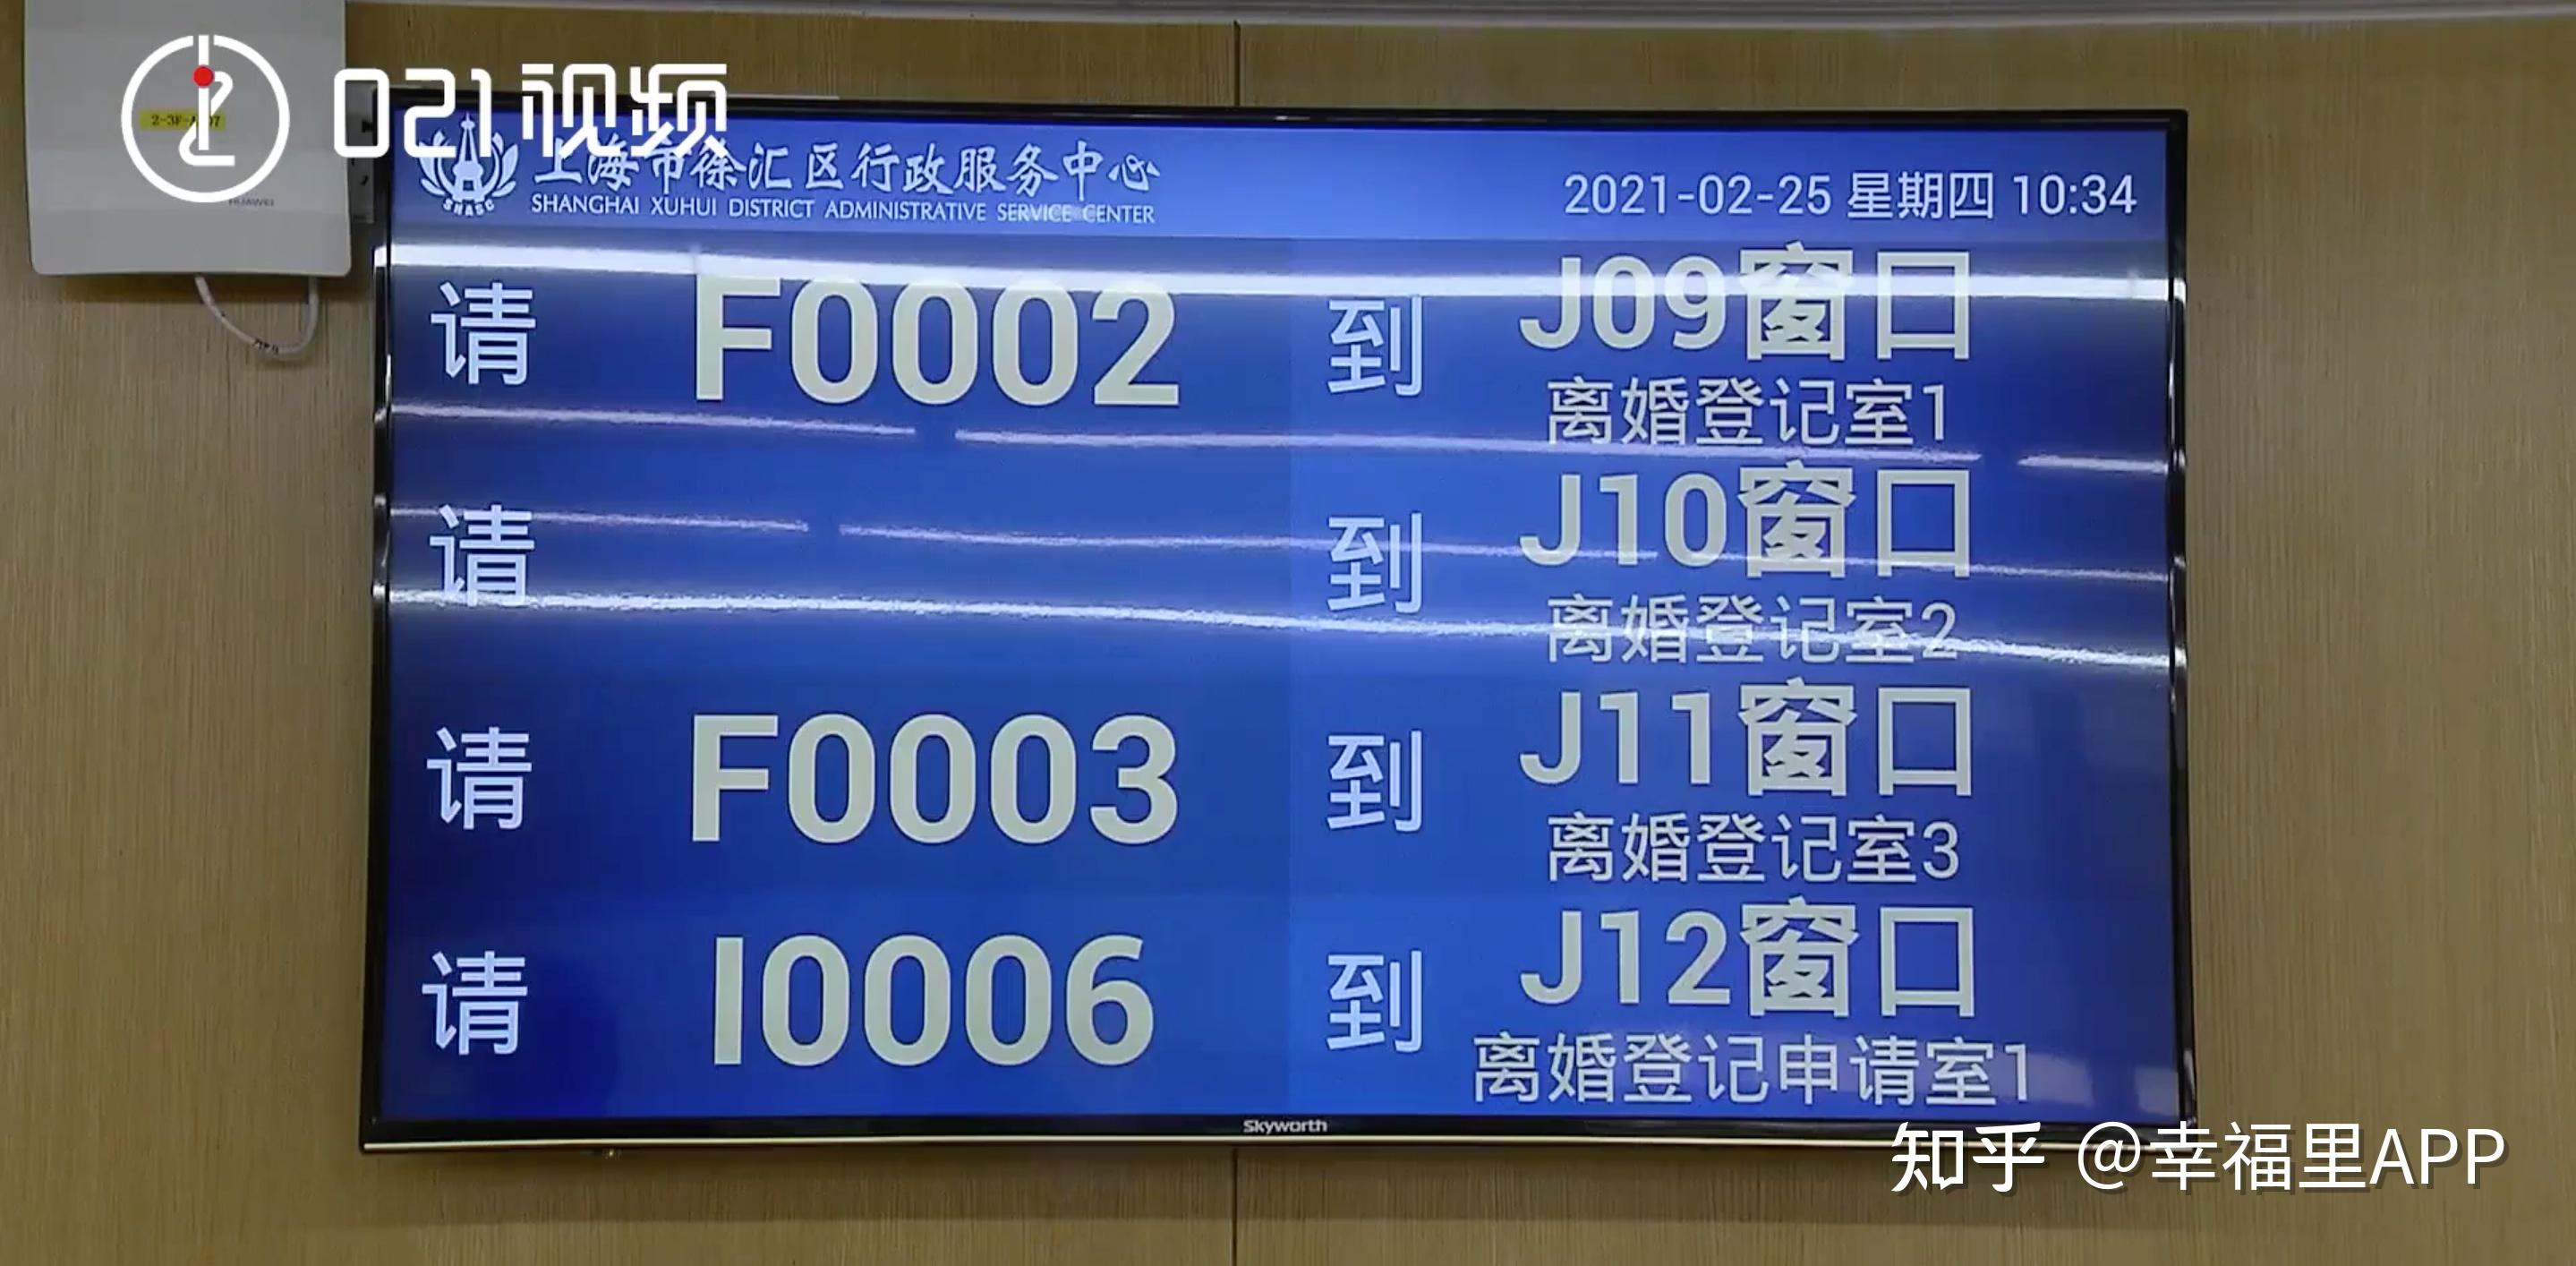 021视频
上海市徐汇区行政服务中心
SHANGHAI XUHUI DISTRICT ADMINISTRATIVE SERVICE CENTER
SHASC
2021-02-25 星期四 10:34
请 F0002 到 J09窗口
离婚登记室1
请 到 J10窗口
离婚登记室2
请 F0003 到 J11窗口
离婚登记室3
请 I0006 到 J12窗口
离婚登记申请室1
Skyworth
HUAWEI
知乎 @幸福里APP